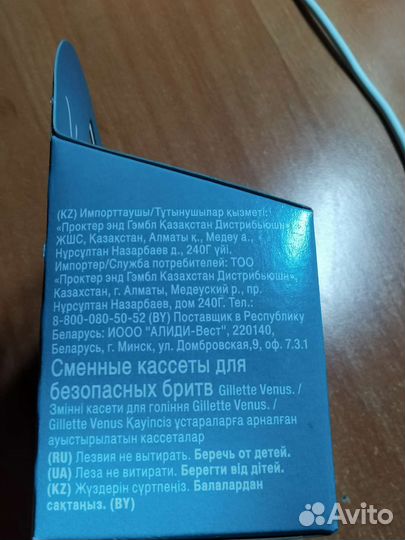 (KZ) Импорттаушы/Тұтынушылар қызметі:
«Проктер энд Гэмбл Қазақстан Дистрибьюшн»
ЖШС, Қазақстан, Алматы қ., Медеу а.,
Нұрсұлтан Назарбаев д., 240Г үйі.
Импортер/Служба потребителей: ТОО
«Проктер энд Гэмбл Казахстан Дистрибьюшн»,
Казахстан, г. Алматы, Медеуский р., пр.
Нұрсұлтан Назарбаев, дом 240Г. Тел.:
8-800-080-50-52 (BY) Поставщик в Республику
Беларусь: ИООО "АЛИДИ-Вест", 220140,
Беларусь, г. Минск, ул. Домбровская,9, оф. 7.3.1
Сменные кассеты для
безопасных бритв Gillette Venus. /
Змінні касети для гоління Gillette Venus. /
Gillette Venus Қауіпсіз ұстараларға арналған
ауыстырылатын кассеталар
(RU) Лезвия не вытирать. Беречь от детей.
(UA) Леза не витирати. Берегти від дітей.
(KZ) Жүздерін сүртпеңіз. Балалардан
сақтаңыз. (BY)
Avito